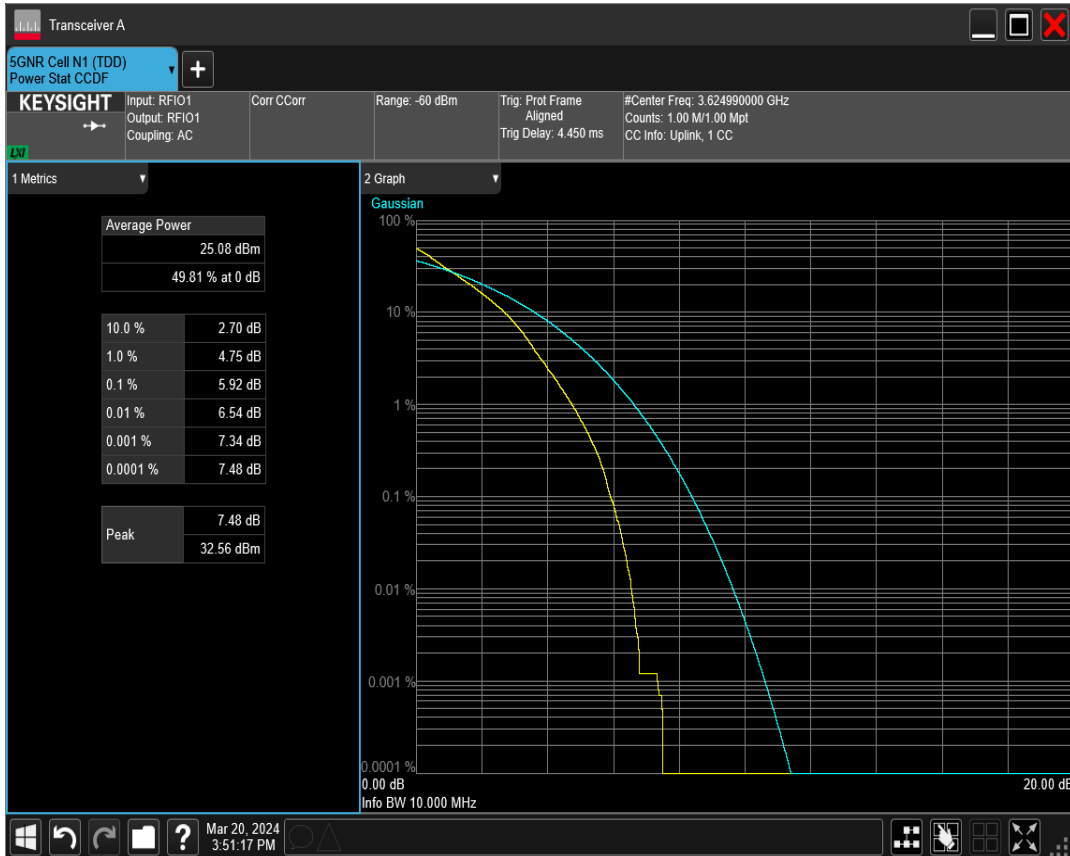 Transceiver A
5GNR Cell N1 (TDD)
Power Stat CCDF
+
KEYSIGHT
LXI
Input: RFIO1
Output: RFIO1
Coupling: AC
Corr CCorr
Range: -60 dBm
Trig: Prot Frame
Aligned
Trig Delay: 4.450 ms
#Center Freq: 3.624990000 GHz
Counts: 1.00 M/1.00 Mpt
CC Info: Uplink, 1 CC
1 Metrics
Average Power
25.08 dBm
49.81 % at 0 dB
10.0 % 2.70 dB
1.0 % 4.75 dB
0.1 % 5.92 dB
0.01 % 6.54 dB
0.001 % 7.34 dB
0.0001 % 7.48 dB
Peak
7.48 dB
32.56 dBm
2 Graph
Gaussian
100 %
10 %
1 %
0.1 %
0.01 %
0.001 %
0.0001 %
0.00 dB 20.00 dB
Info BW 10.000 MHz
?
Mar 20, 2024
3:51:17 PM